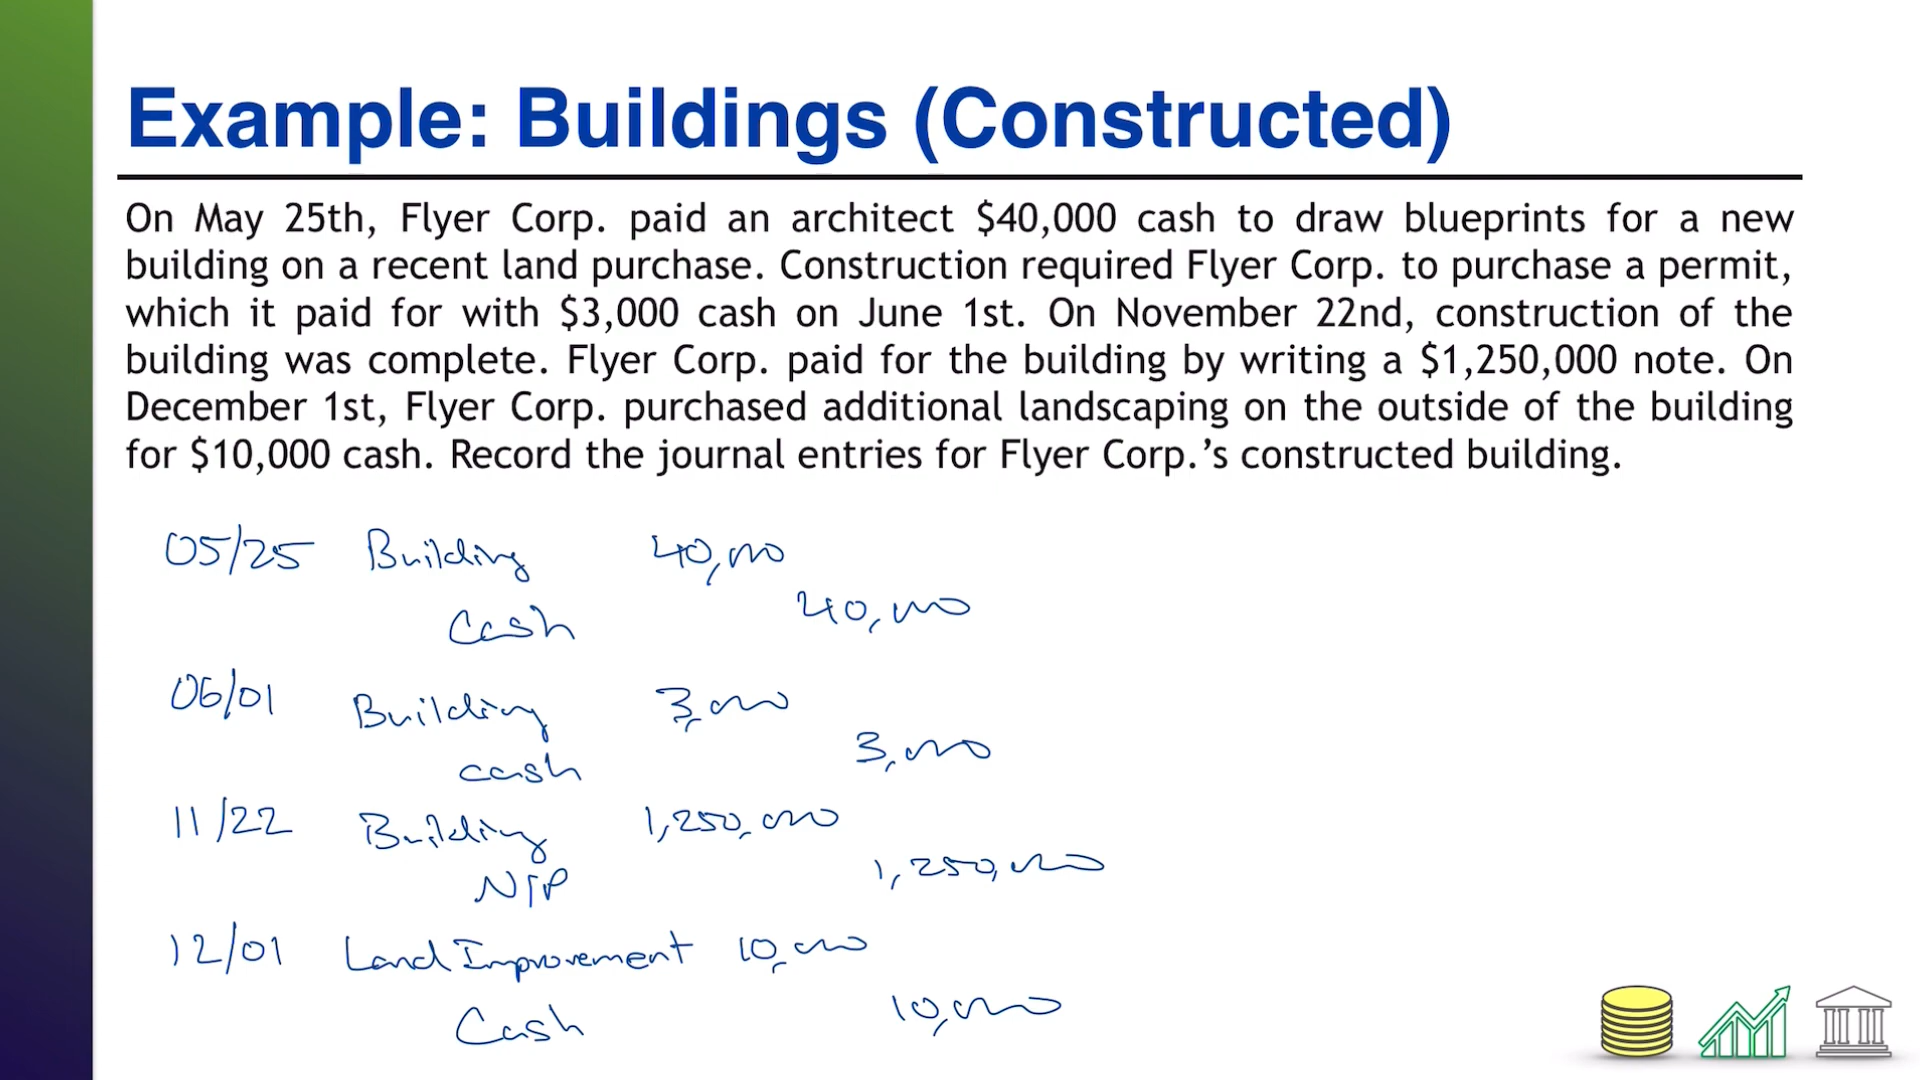 Example: Buildings (Constructed)
On May 25th, Flyer Corp. paid an architect $40,000 cash to draw blueprints for a new
building on a recent land purchase. Construction required Flyer Corp. to purchase a permit,
which it paid for with $3,000 cash on June 1st. On November 22nd, construction of the
building was complete. Flyer Corp. paid for the building by writing a $1,250,000 note. On
December 1st, Flyer Corp. purchased additional landscaping on the outside of the building
for $10,000 cash. Record the journal entries for Flyer Corp.’s constructed building.
05/25 Building 40,000
Cash 40,000
06/01 Building 3,000
cash 3,000
11/22 Building 1,250,000
N/P 1,250,000
12/01 Land Improvement 10,000
Cash 10,000